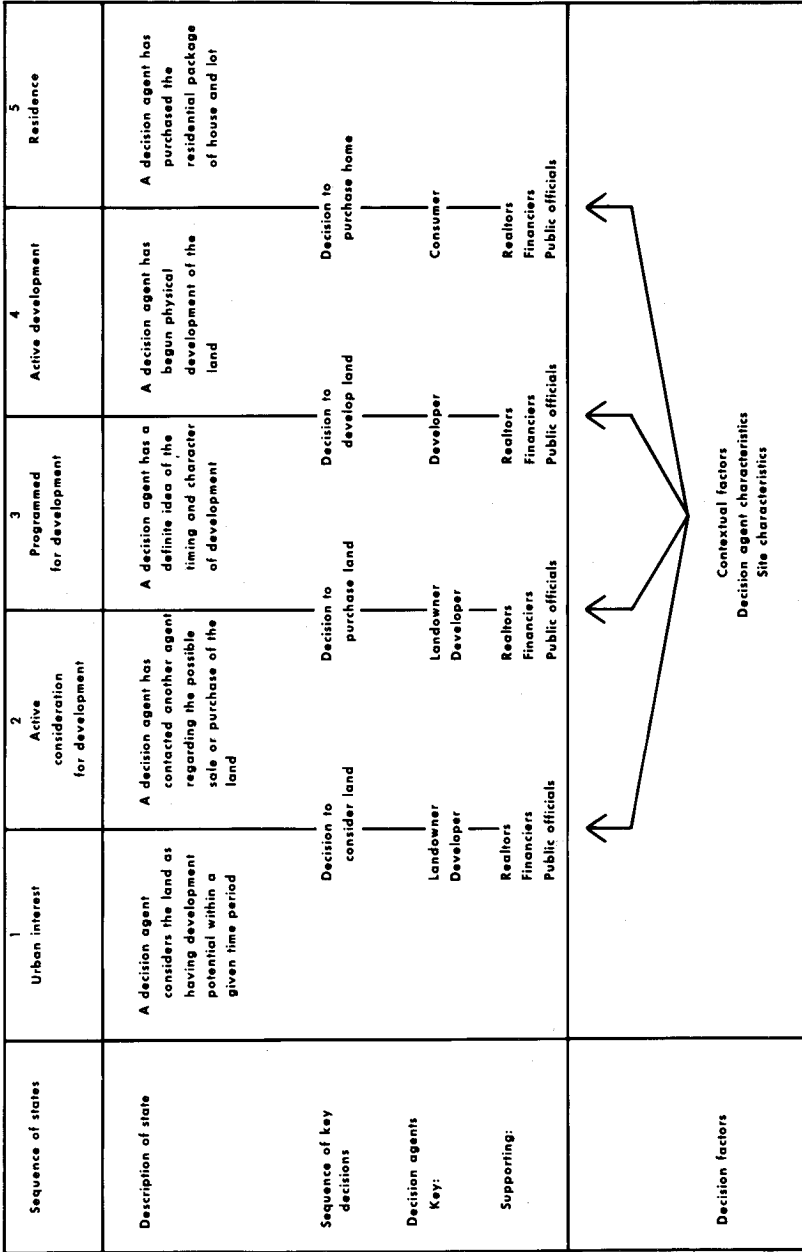 Sequence of states
1
Urban interest
2
Active
consideration
for development
3
Programmed
for development
4
Active development
5
Residence
Description of state
A decision agent
considers the land as
having development
potential within a
given time period
A decision agent has
contacted another agent
regarding the possible
sale or purchase of the
land
A decision agent has a
definite idea of the
timing and character
of development
A decision agent has
begun physical
development of the
land
A decision agent has
purchased the
residential package
of house and lot
Sequence of key
decisions
Decision to
consider land
Decision to
purchase land
Decision to
develop land
Decision to
purchase home
Decision agents
Key:
Landowner
Developer
Landowner
Developer
Developer
Consumer
Supporting:
Realtors
Financiers
Public officials
Realtors
Financiers
Public officials
Realtors
Financiers
Public officials
Realtors
Financiers
Public officials
Decision factors
Contextual factors
Decision agent characteristics
Site characteristics